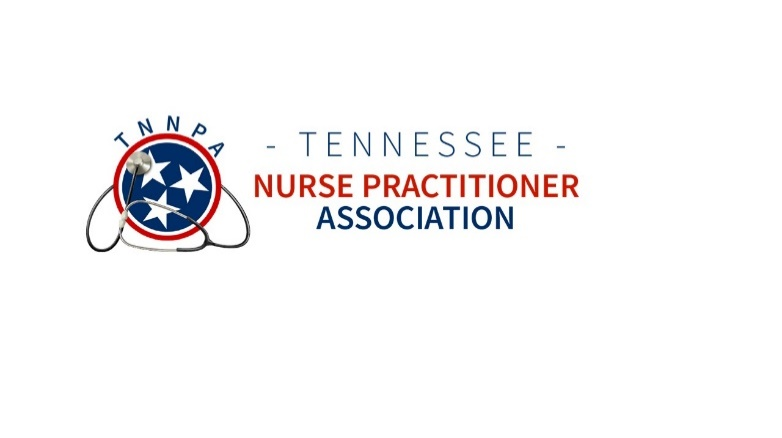 TNNPA
- TENNESSEE -
NURSE PRACTITIONER
ASSOCIATION